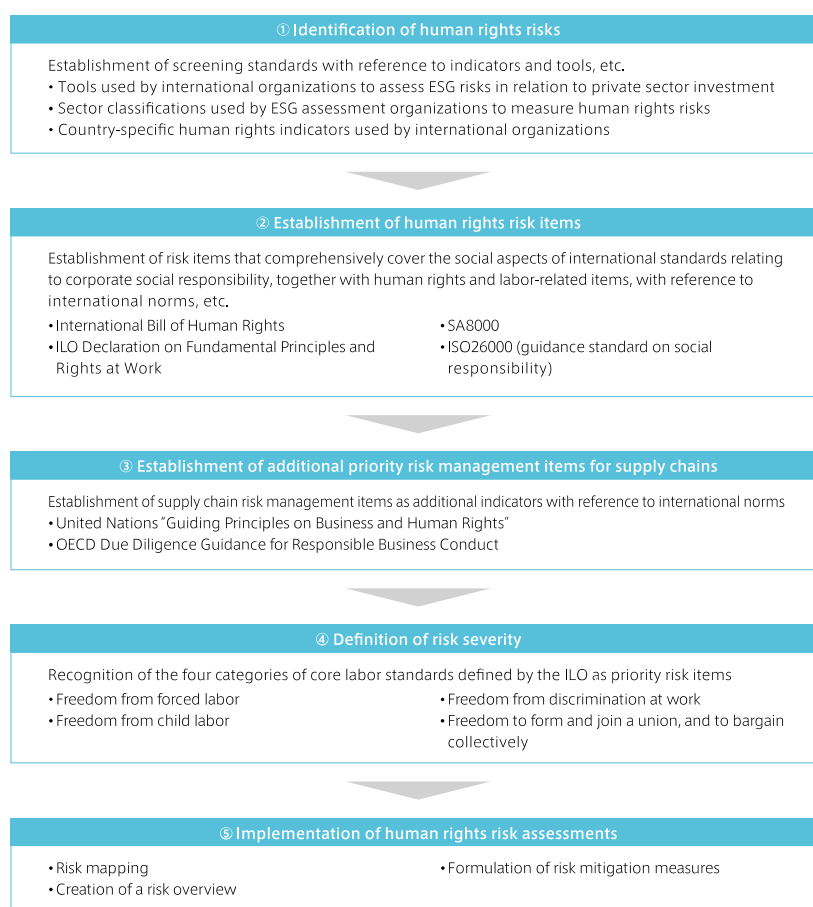 ① Identification of human rights risks
Establishment of screening standards with reference to indicators and tools, etc.
• Tools used by international organizations to assess ESG risks in relation to private sector investment
• Sector classifications used by ESG assessment organizations to measure human rights risks
• Country-specific human rights indicators used by international organizations
② Establishment of human rights risk items
Establishment of risk items that comprehensively cover the social aspects of international standards relating
to corporate social responsibility, together with human rights and labor-related items, with reference to
international norms, etc.
• International Bill of Human Rights
• ILO Declaration on Fundamental Principles and
Rights at Work
• SA8000
• ISO26000 (guidance standard on social
responsibility)
③ Establishment of additional priority risk management items for supply chains
Establishment of supply chain risk management items as additional indicators with reference to international norms
• United Nations “Guiding Principles on Business and Human Rights”
• OECD Due Diligence Guidance for Responsible Business Conduct
④ Definition of risk severity
Recognition of the four categories of core labor standards defined by the ILO as priority risk items
• Freedom from forced labor
• Freedom from child labor
• Freedom from discrimination at work
• Freedom to form and join a union, and to bargain
collectively
⑤ Implementation of human rights risk assessments
• Risk mapping
• Creation of a risk overview
• Formulation of risk mitigation measures